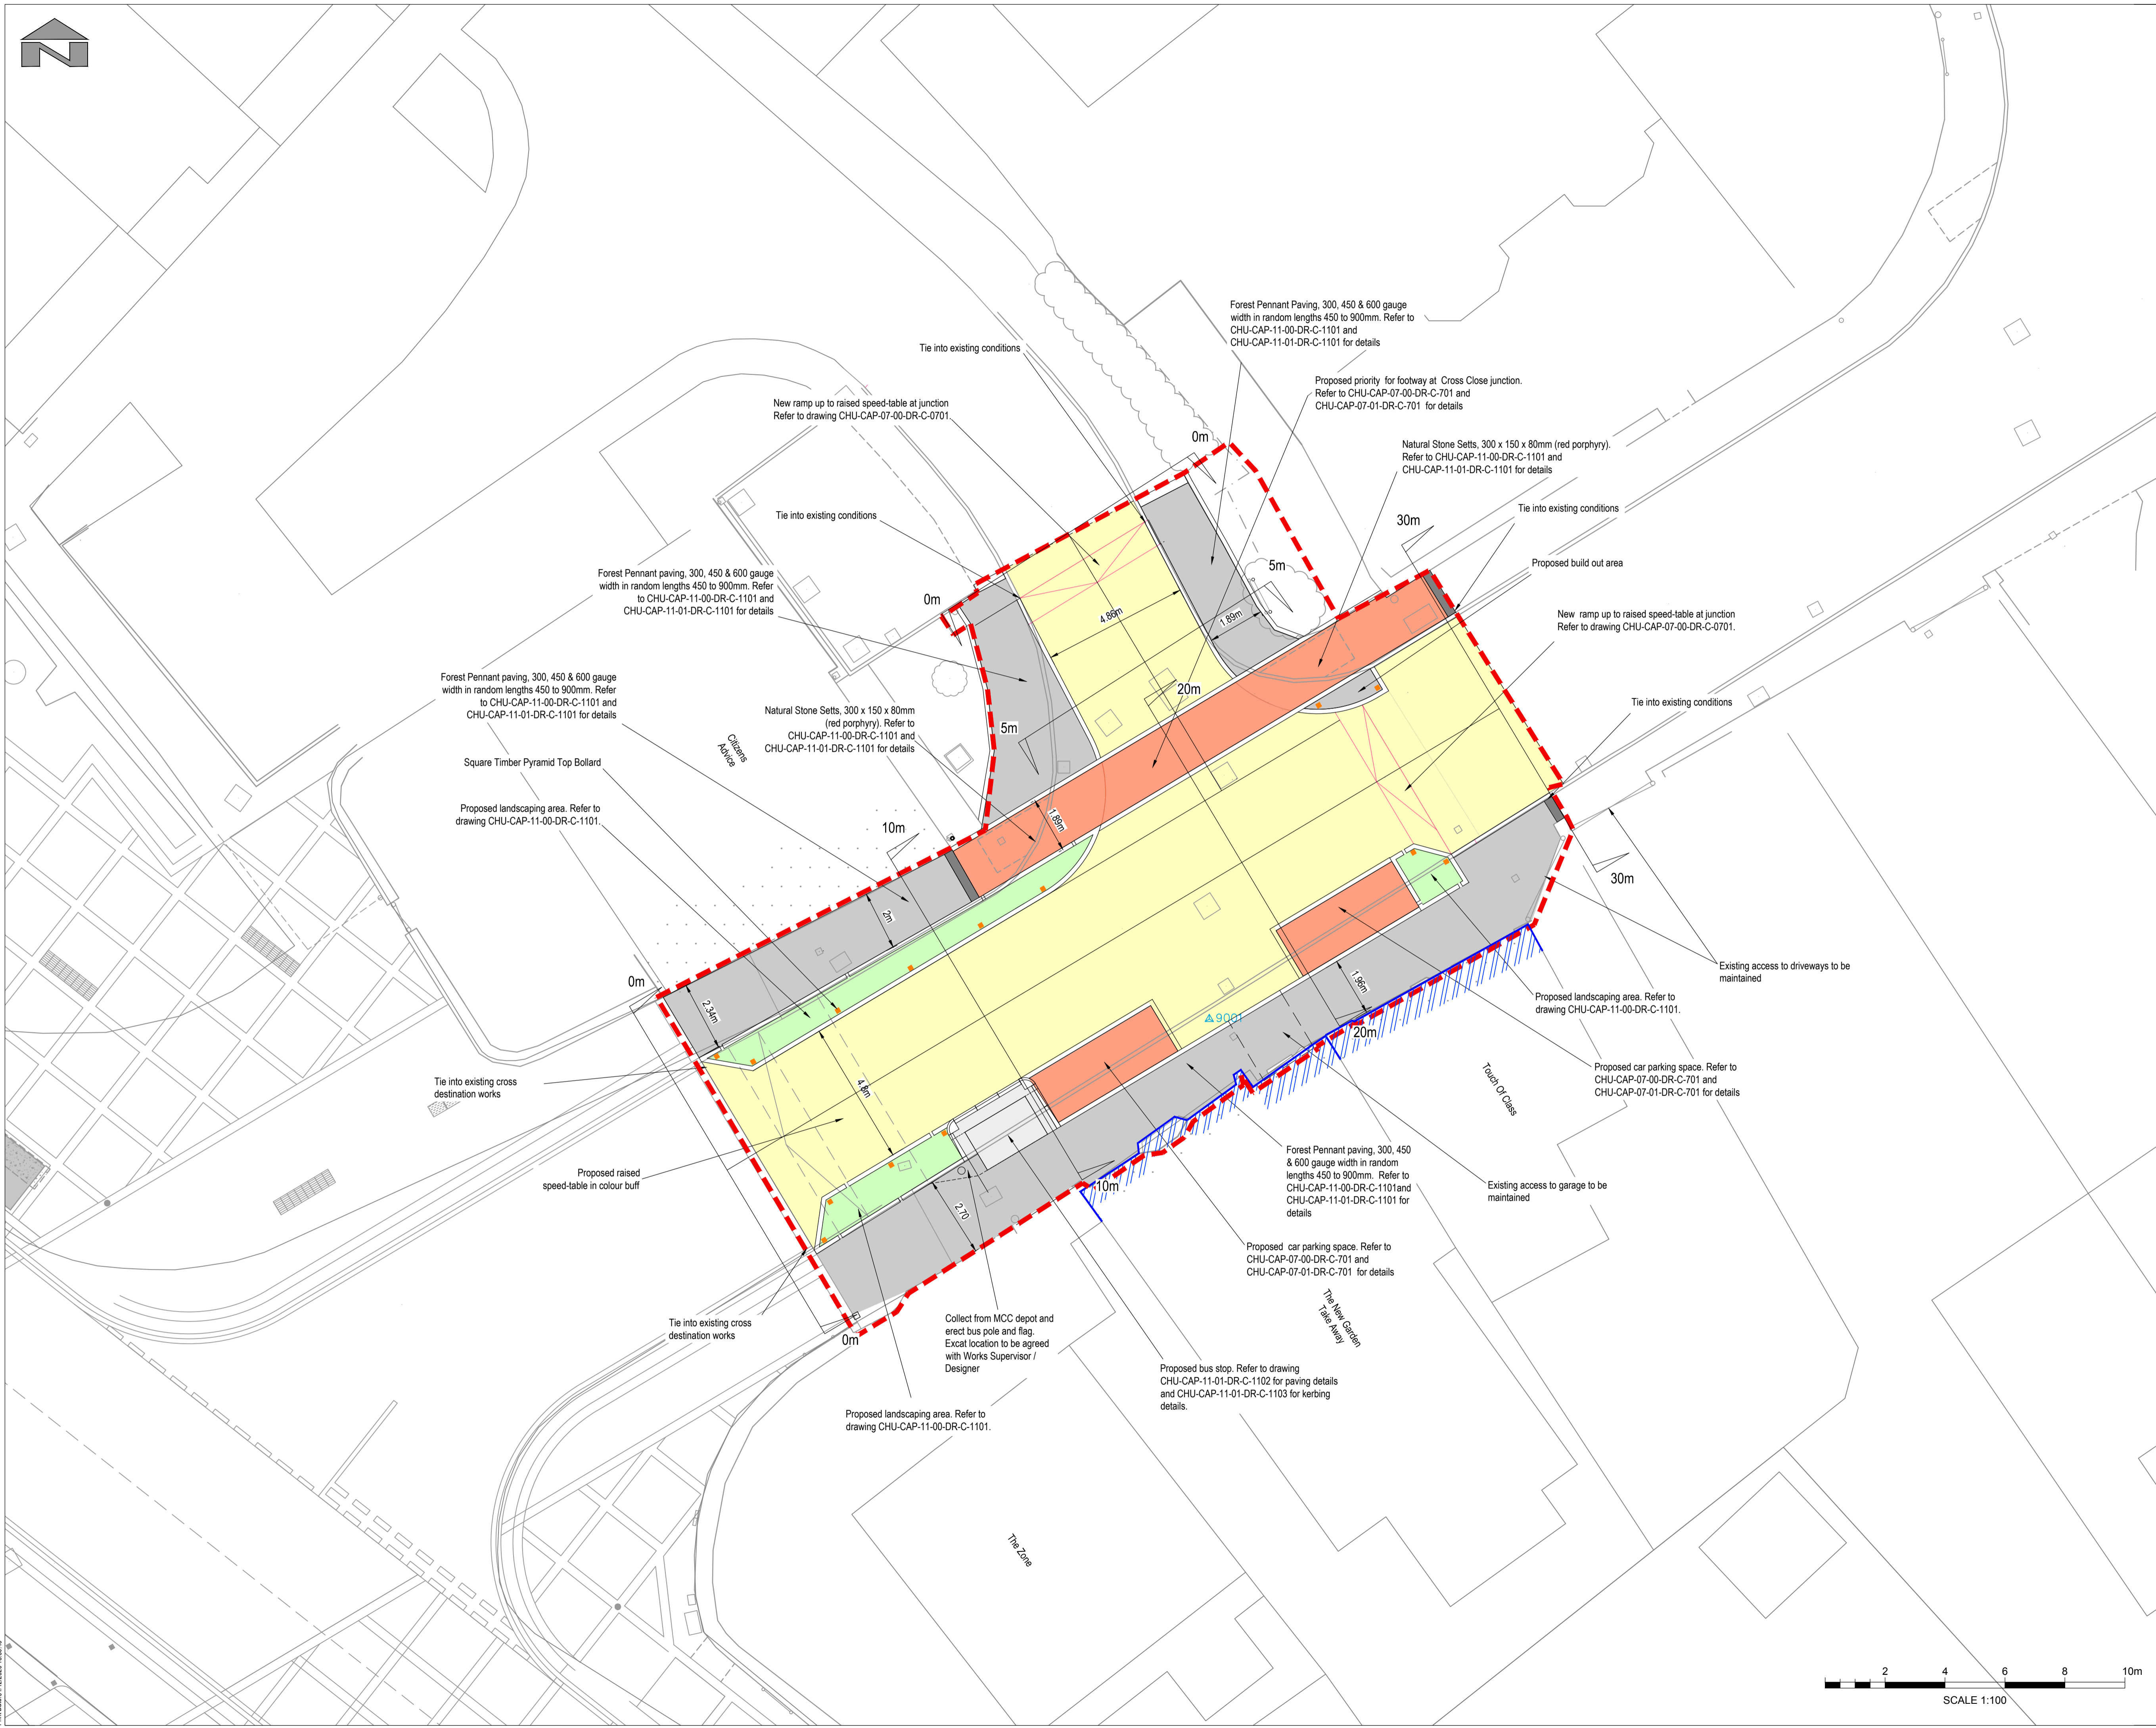 Forest Pennant Paving, 300, 450 & 600 gauge
width in random lengths 450 to 900mm. Refer to
CHU-CAP-11-00-DR-C-1101 and
CHU-CAP-11-01-DR-C-1101 for details
Tie into existing conditions
Proposed priority for footway at Cross Close junction.
Refer to CHU-CAP-07-00-DR-C-701 and
CHU-CAP-07-01-DR-C-701 for details
New ramp up to raised speed-table at junction
Refer to drawing CHU-CAP-07-00-DR-C-0701
0m
Natural Stone Setts, 300 x 150 x 80mm (red porphyry).
Refer to CHU-CAP-11-00-DR-C-1101 and
CHU-CAP-11-01-DR-C-1101 for details
Tie into existing conditions
Tie into existing conditions
30m
Proposed build out area
5m
Forest Pennant paving, 300, 450 & 600 gauge
width in random lengths 450 to 900mm. Refer
to CHU-CAP-11-00-DR-C-1101 and
CHU-CAP-11-01-DR-C-1101 for details
0m
4.86m
1.89m
New ramp up to raised speed-table at junction
Refer to drawing CHU-CAP-07-00-DR-C-0701.
Forest Pennant paving, 300, 450 & 600 gauge
width in random lengths 450 to 900mm. Refer
to CHU-CAP-11-00-DR-C-1101 and
CHU-CAP-11-01-DR-C-1101 for details
20m
Tie into existing conditions
Natural Stone Setts, 300 x 150 x 80mm
(red porphyry). Refer to
CHU-CAP-11-00-DR-C-1101 and
CHU-CAP-11-01-DR-C-1101 for details
5m
Citizens
Advice
Square Timber Pyramid Top Bollard
Proposed landscaping area. Refer to
drawing CHU-CAP-11-00-DR-C-1101.
10m
1.89m
30m
2m
0m
2.34m
Existing access to driveways to be
maintained
1.96m
Proposed landscaping area. Refer to
drawing CHU-CAP-11-00-DR-C-1101.
9001
20m
Proposed car parking space. Refer to
CHU-CAP-07-00-DR-C-701 and
CHU-CAP-07-01-DR-C-701 for details
Touch Of Class
Tie into existing cross
destination works
4.8m
Proposed raised
speed-table in colour buff
Forest Pennant paving, 300, 450
& 600 gauge width in random
lengths 450 to 900mm. Refer to
CHU-CAP-11-00-DR-C-1101and
CHU-CAP-11-01-DR-C-1101 for
details
Existing access to garage to be
maintained
10m
2.70
Proposed car parking space. Refer to
CHU-CAP-07-00-DR-C-701 and
CHU-CAP-07-01-DR-C-701 for details
The New Garden
Take Away
Tie into existing cross
destination works
0m
Collect from MCC depot and
erect bus pole and flag.
Excat location to be agreed
with Works Supervisor /
Designer
Proposed bus stop. Refer to drawing
CHU-CAP-11-01-DR-C-1102 for paving details
and CHU-CAP-11-01-DR-C-1103 for kerbing
details.
Proposed landscaping area. Refer to
drawing CHU-CAP-11-00-DR-C-1101.
The Zone
2 4 6 8 10m
SCALE 1:100